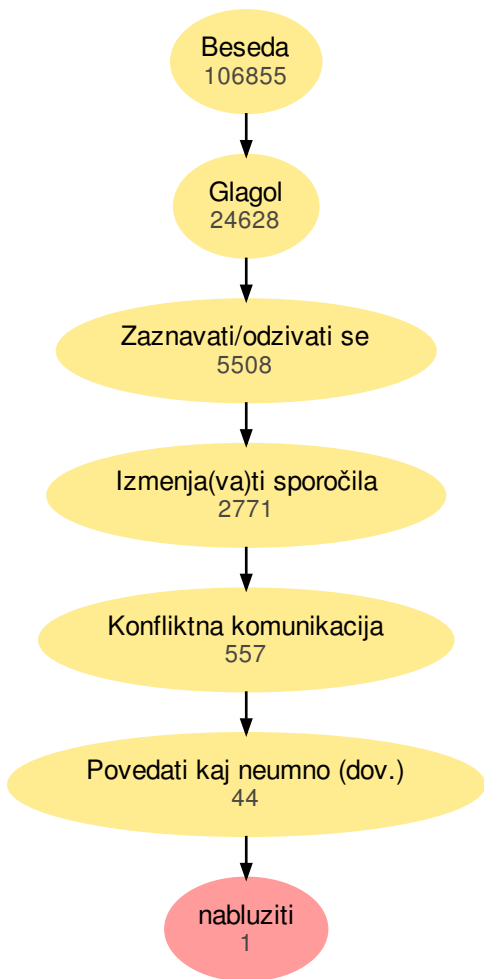 Beseda
106855
Glagol
24628
Zaznavati/odzivati se
5508
Izmenja(va)ti sporočila
2771
Konfliktna komunikacija
557
Povedati kaj neumno (dov.)
44
nabluziti
1